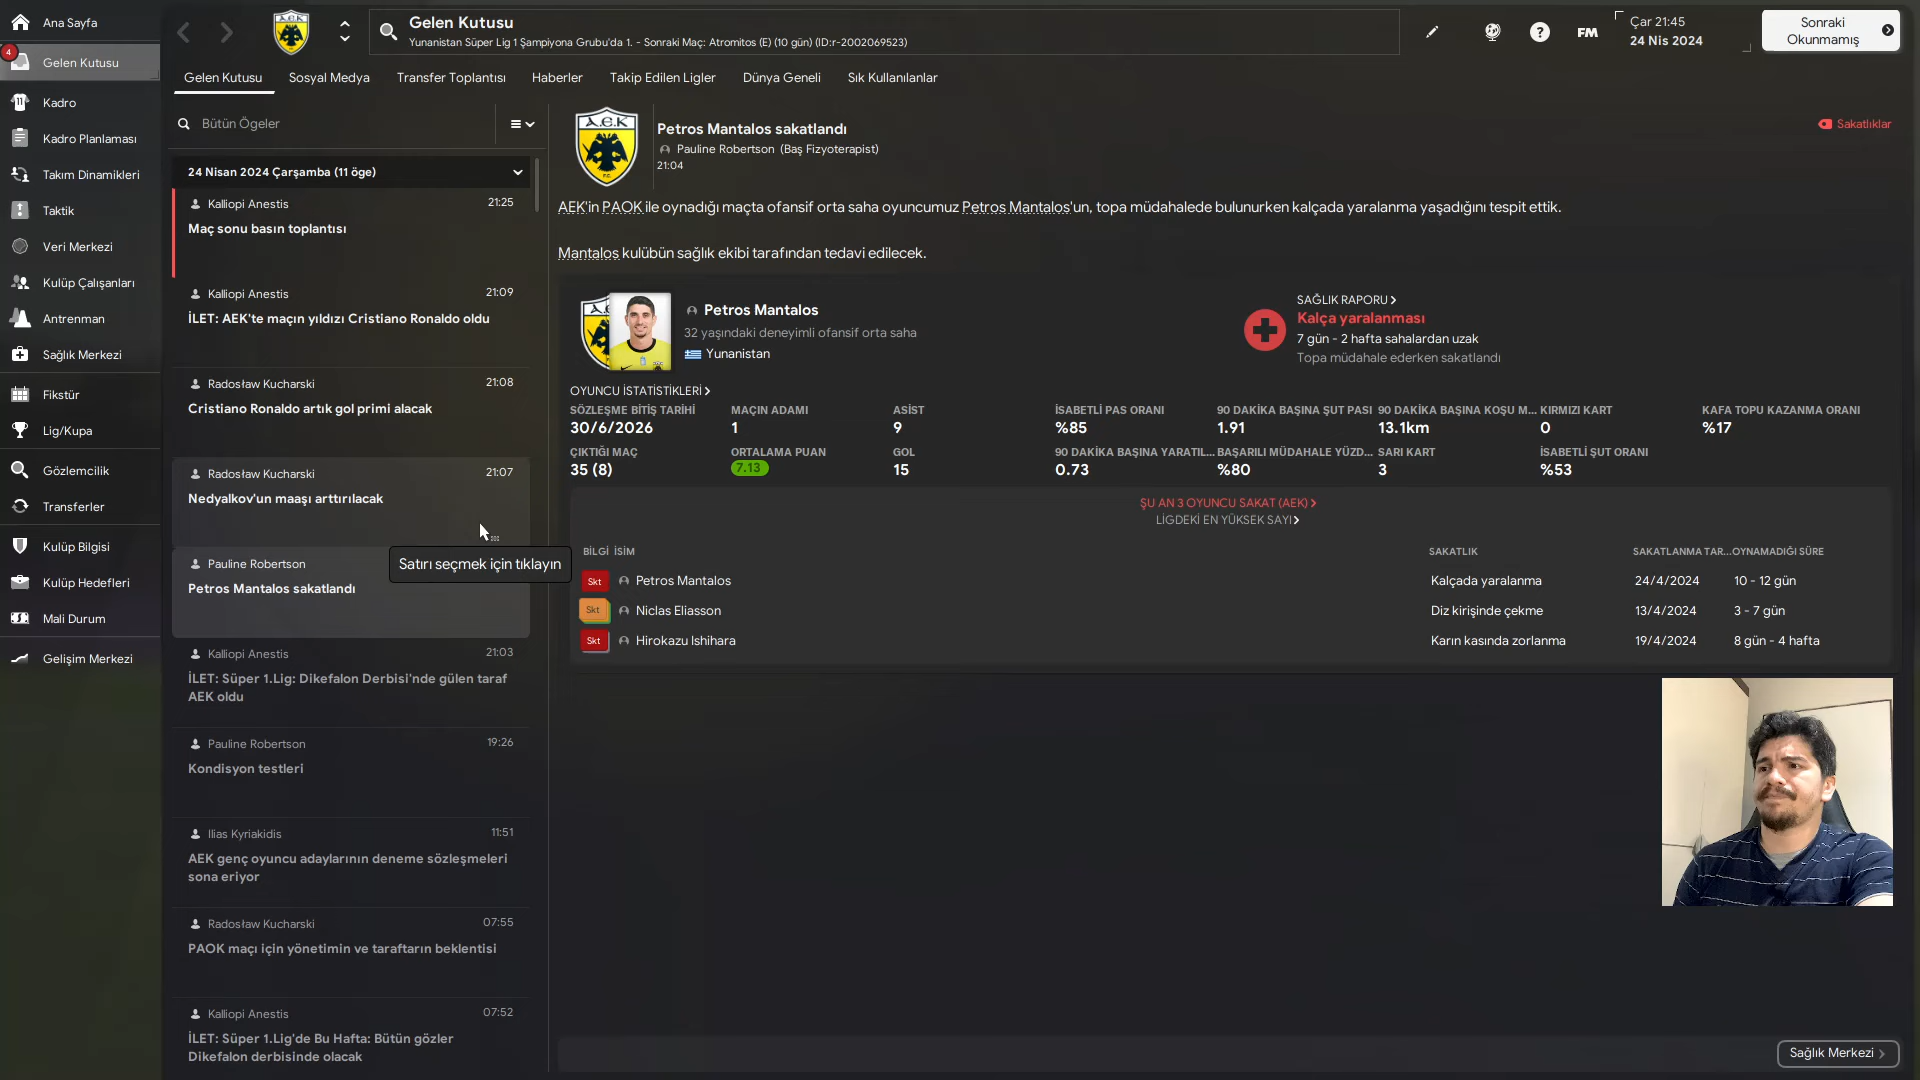 Ana Sayfa
4
Gelen Kutusu
Kadro
Kadro Planlaması
Takım Dinamikleri
Taktik
Veri Merkezi
Kulüp Çalışanları
Antrenman
Sağlık Merkezi
Fikstür
Lig/Kupa
Gözlemcilik
Transferler
Kulüp Bilgisi
Kulüp Hedefleri
Mali Durum
Gelişim Merkezi
Gelen Kutusu
Yunanistan Süper Lig 1 Şampiyona Grubu'da 1. - Sonraki Maç: Atromitos (E) (10 gün) (ID:r-2002069523)
FM
Çar 21:45
24 Nis 2024
Sonraki
Okunmamış
Gelen Kutusu Sosyal Medya Transfer Toplantısı Haberler Takip Edilen Ligler Dünya Geneli Sık Kullanılanlar
Bütün Ögeler
24 Nisan 2024 Çarşamba (11 öge)
Kalliopi Anestis 21:25
Maç sonu basın toplantısı
Kalliopi Anestis 21:09
İLET: AEK'te maçın yıldızı Cristiano Ronaldo oldu
Radosław Kucharski 21:08
Cristiano Ronaldo artık gol primi alacak
Radosław Kucharski 21:07
Nedyalkov'un maaşı arttırılacak
Pauline Robertson
Petros Mantalos sakatlandı
Satırı seçmek için tıklayın
Kalliopi Anestis 21:03
İLET: Süper 1.Lig: Dikefalon Derbisi'nde gülen taraf
AEK oldu
Pauline Robertson 19:26
Kondisyon testleri
Ilias Kyriakidis 11:51
AEK genç oyuncu adaylarının deneme sözleşmeleri
sona eriyor
Radosław Kucharski 07:55
PAOK maçı için yönetimin ve taraftarın beklentisi
Kalliopi Anestis 07:52
İLET: Süper 1.Lig'de Bu Hafta: Bütün gözler
Dikefalon derbisinde olacak
Petros Mantalos sakatlandı
Pauline Robertson (Baş Fizyoterapist)
21:04
Sakatlıklar
AEK'in PAOK ile oynadığı maçta ofansif orta saha oyuncumuz Petros Mantalos'un, topa müdahalede bulunurken kalçada yaralanma yaşadığını tespit ettik.
Mantalos kulübün sağlık ekibi tarafından tedavi edilecek.
Petros Mantalos
32 yaşındaki deneyimli ofansif orta saha
Yunanistan
SAĞLIK RAPORU
Kalça yaralanması
7 gün - 2 hafta sahalardan uzak
Topa müdahale ederken sakatlandı
OYUNCU İSTATİSTİKLERİ
SÖZLEŞME BİTİŞ TARİHİ MAÇIN ADAMI ASİST İSABETLİ PAS ORANI 90 DAKİKA BAŞINA ŞUT PASI 90 DAKİKA BAŞINA KOŞU M... KIRMIZI KART KAFA TOPU KAZANMA ORANI
30/6/2026 1 9 %85 1.91 13.1km 0 %17
ÇIKTIĞI MAÇ ORTALAMA PUAN GOL 90 DAKİKA BAŞINA YARATIL... BAŞARILI MÜDAHALE YÜZD... SARI KART İSABETLİ ŞUT ORANI
35 (8) 7.13 15 0.73 %80 3 %53
ŞU AN 3 OYUNCU SAKAT (AEK)
LİGDEKİ EN YÜKSEK SAYI
BİLGİ İSİM SAKATLIK SAKATLANMA TAR... OYNAMADIĞI SÜRE
Skt Petros Mantalos Kalçada yaralanma 24/4/2024 10 - 12 gün
Skt Niclas Eliasson Diz kirişinde çekme 13/4/2024 3 - 7 gün
Skt Hirokazu Ishihara Karın kasında zorlanma 19/4/2024 8 gün - 4 hafta
Sağlık Merkezi